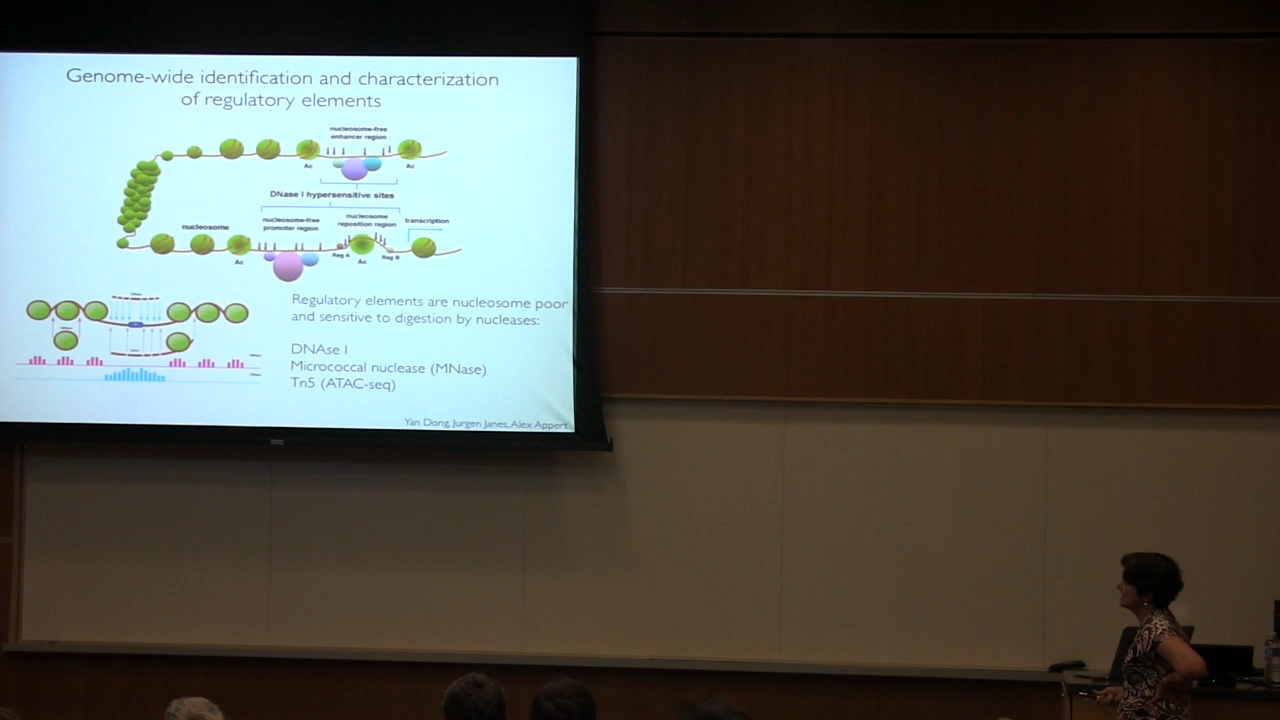 Genome-wide identification and characterization
of regulatory elements
nucleosome-free
enhancer region
Ac
Ac
DNase I hypersensitive sites
nucleosome
nucleosome-free
promoter region
nucleosome
reposition region
transcription
Ac
Reg A
Ac
Reg B
Regulatory elements are nucleosome poor
and sensitive to digestion by nucleases:
DNAse I
Micrococcal nuclease (MNase)
Tn5 (ATAC-seq)
Yan Dong, Jurgen Janes, Alex Appert